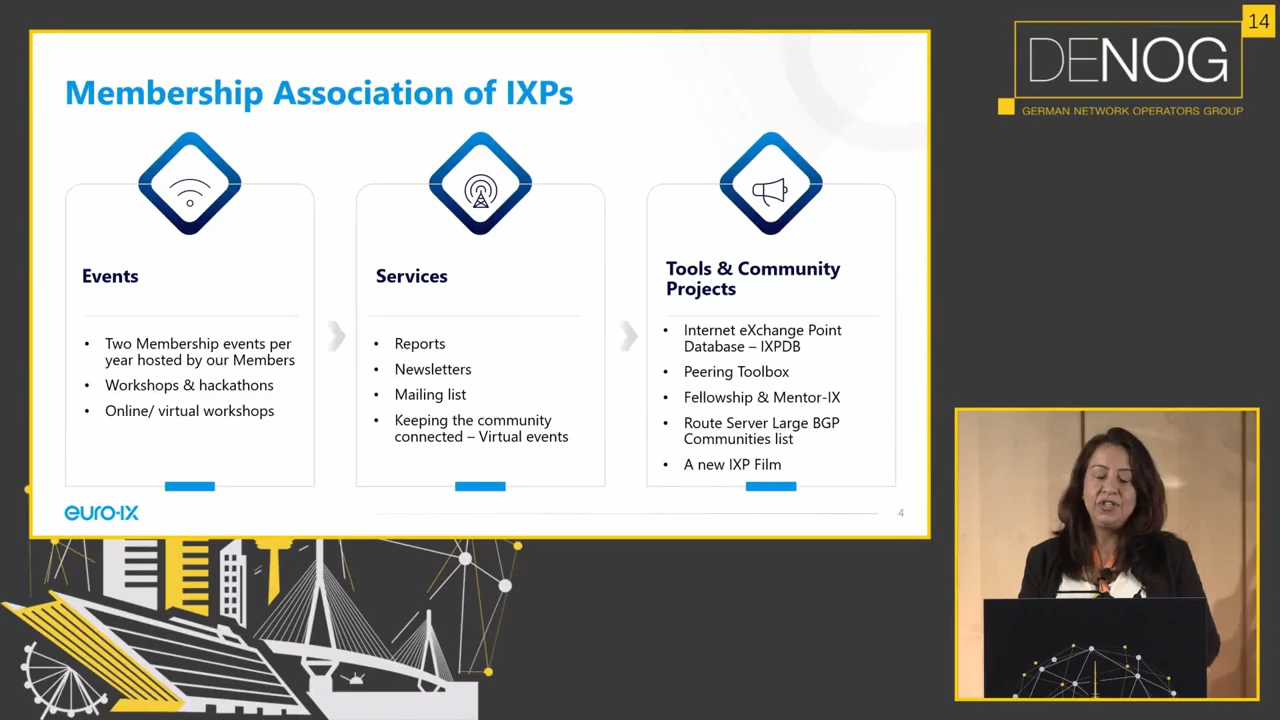 Membership Association of IXPs
Events
Two Membership events per
year hosted by our Members
Workshops & hackathons
Online/ virtual workshops
Services
Reports
Newsletters
Mailing list
Keeping the community
connected – Virtual events
Tools & Community
Projects
Internet eXchange Point
Database – IXPDB
Peering Toolbox
Fellowship & Mentor-IX
Route Server Large BGP
Communities list
A new IXP Film
euro-ix
4
14
DENOG
GERMAN NETWORK OPERATORS GROUP